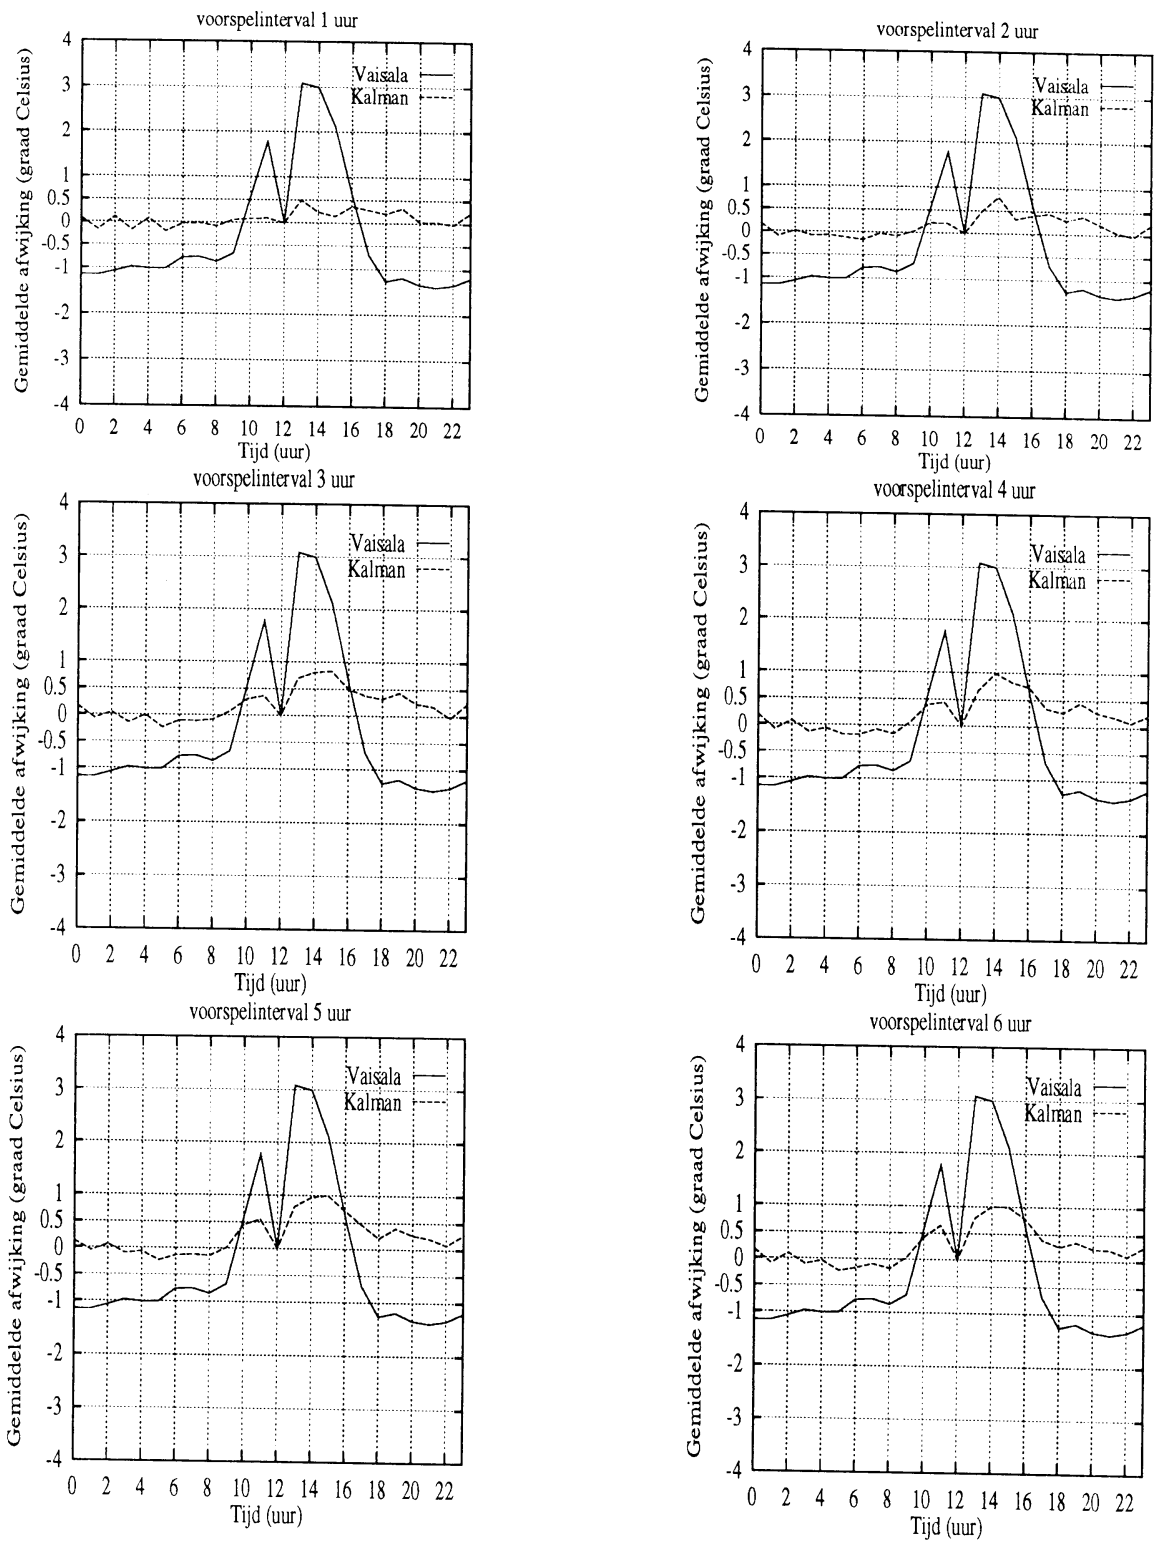 voorspelinterval 1 uur
Gemiddelde afwijking (graad Celsius)
4
3
2
1
0.5
0
-0.5
-1
-2
-3
-4
Vaisala
Kalman
0 2 4 6 8 10 12 14 16 18 20 22
Tijd (uur)
voorspelinterval 2 uur
Gemiddelde afwijking (graad Celsius)
4
3
2
1
0.5
0
-0.5
-1
-2
-3
-4
Vaisala
Kalman
0 2 4 6 8 10 12 14 16 18 20 22
Tijd (uur)
voorspelinterval 3 uur
Gemiddelde afwijking (graad Celsius)
4
3
2
1
0.5
0
-0.5
-1
-2
-3
-4
Vaisala
Kalman
0 2 4 6 8 10 12 14 16 18 20 22
Tijd (uur)
voorspelinterval 4 uur
Gemiddelde afwijking (graad Celsius)
4
3
2
1
0.5
0
-0.5
-1
-2
-3
-4
Vaisala
Kalman
0 2 4 6 8 10 12 14 16 18 20 22
Tijd (uur)
voorspelinterval 5 uur
Gemiddelde afwijking (graad Celsius)
4
3
2
1
0.5
0
-0.5
-1
-2
-3
-4
Vaisala
Kalman
0 2 4 6 8 10 12 14 16 18 20 22
Tijd (uur)
voorspelinterval 6 uur
Gemiddelde afwijking (graad Celsius)
4
3
2
1
0.5
0
-0.5
-1
-2
-3
-4
Vaisala
Kalman
0 2 4 6 8 10 12 14 16 18 20 22
Tijd (uur)